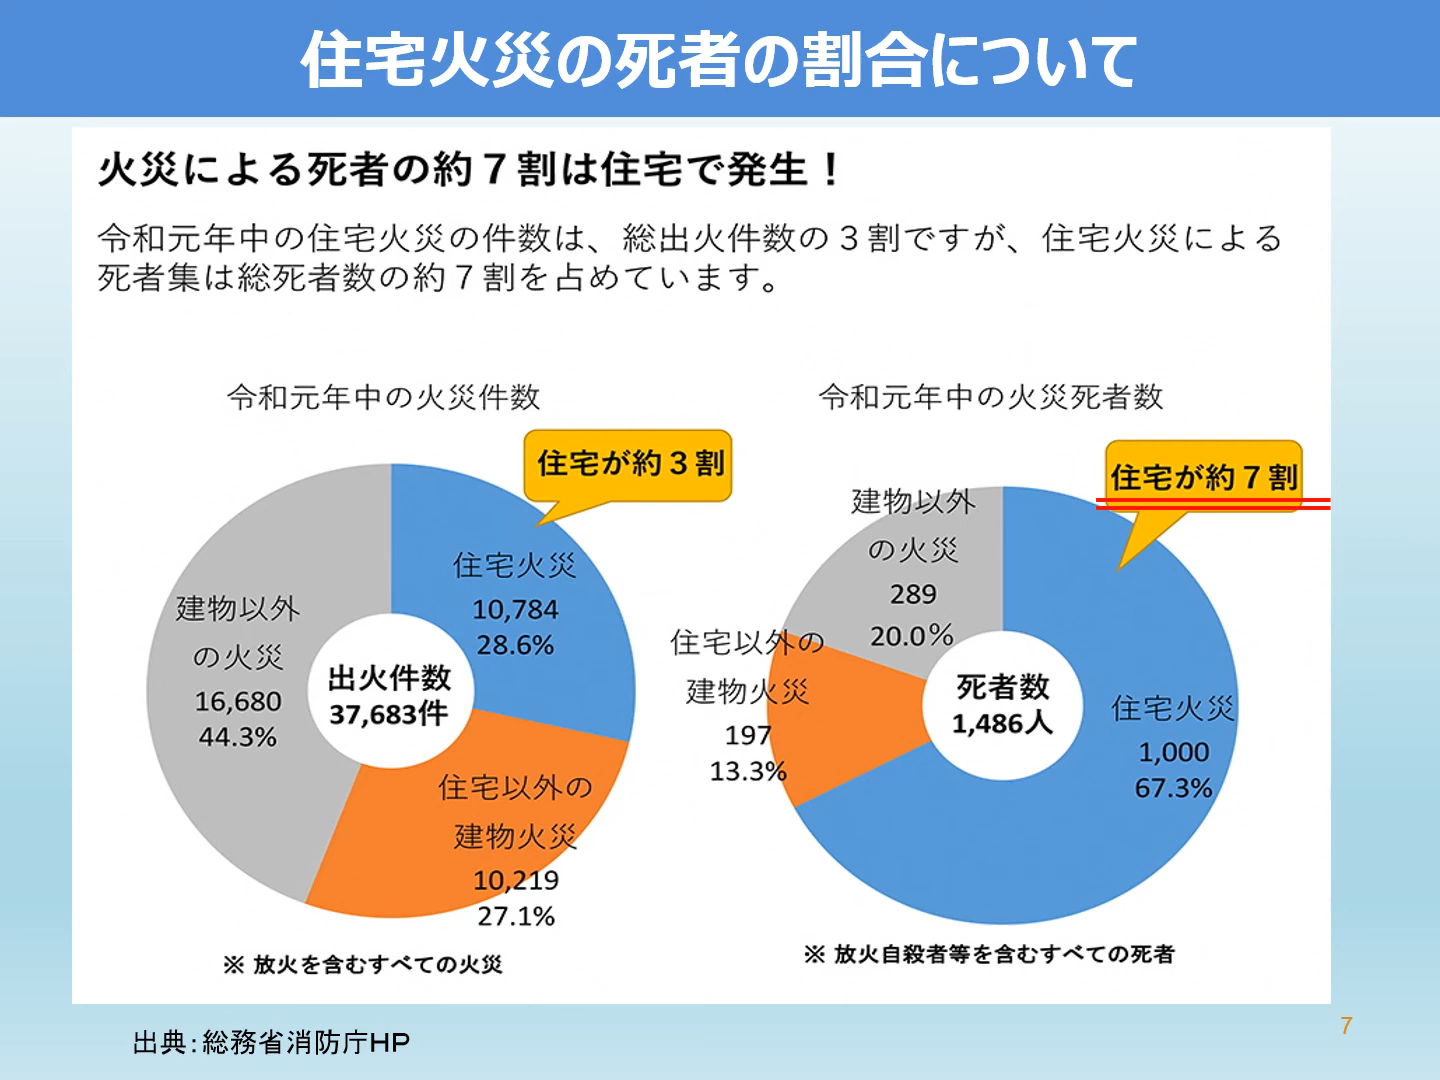 住宅火災の死者の割合について
火災による死者の約７割は住宅で発生！
令和元年中の住宅火災の件数は、総出火件数の３割ですが、住宅火災による
死者集は総死者数の約７割を占めています。
令和元年中の火災件数
住宅が約３割
住宅火災
10,784
28.6%
建物以外
の火災
16,680
44.3%
出火件数
37,683件
住宅以外の
建物火災
10,219
27.1%
※ 放火を含むすべての火災
令和元年中の火災死者数
住宅が約７割
建物以外
の火災
289
20.0%
住宅以外の
建物火災
197
13.3%
死者数
1,486人
住宅火災
1,000
67.3%
※ 放火自殺者等を含むすべての死者
出典：総務省消防庁HP
7